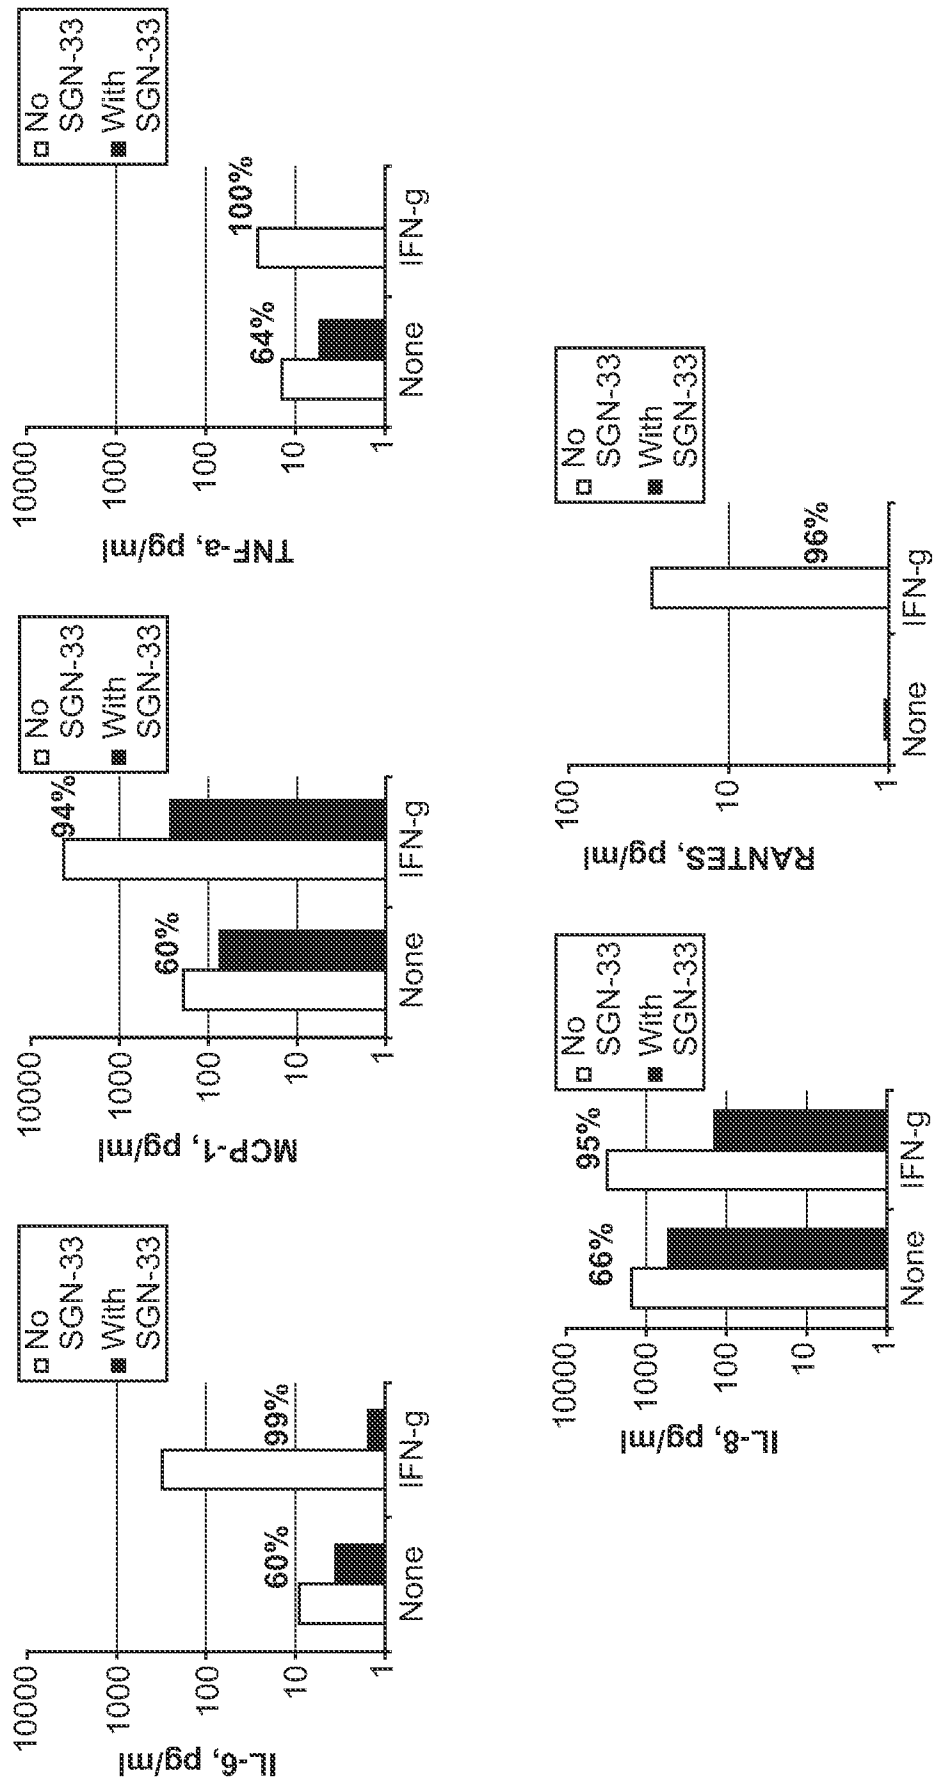 IL-6, pg/ml
10000
1000
100
10
1
60%
99%
None
IFN-g
No
SGN-33
With
SGN-33
MCP-1, pg/ml
10000
1000
100
10
1
60%
94%
None
IFN-g
No
SGN-33
With
SGN-33
TNF-a, pg/ml
10000
1000
100
10
1
64%
100%
None
IFN-g
No
SGN-33
With
SGN-33
IL-8, pg/ml
10000
1000
100
10
1
66%
95%
None
IFN-g
No
SGN-33
With
SGN-33
RANTES, pg/ml
100
10
1
96%
None
IFN-g
No
SGN-33
With
SGN-33